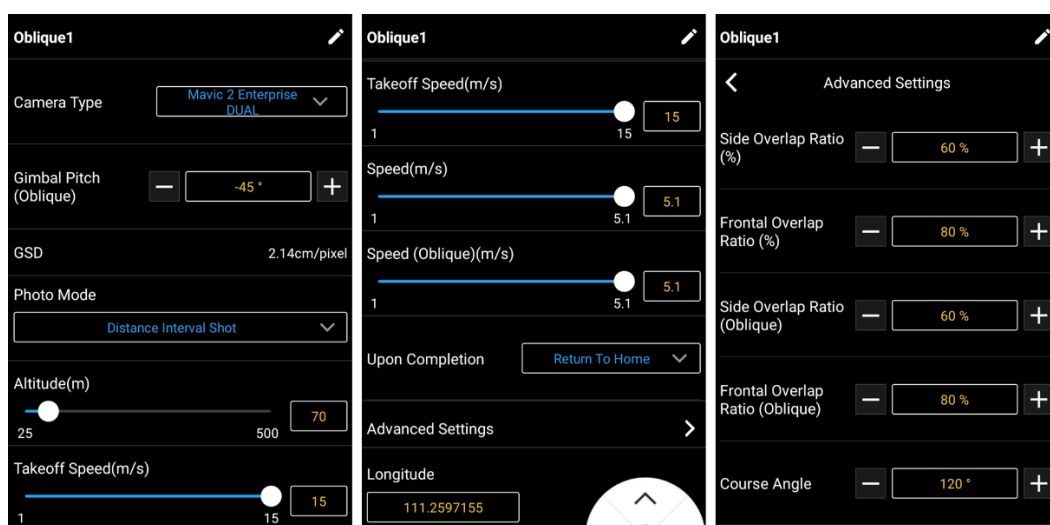 Oblique1
Camera Type
Mavic 2 Enterprise
DUAL
Gimbal Pitch
(Oblique)
-45 °
GSD
2.14cm/pixel
Photo Mode
Distance Interval Shot
Altitude(m)
70
25
500
Takeoff Speed(m/s)
15
1
15
Oblique1
Takeoff Speed(m/s)
15
1
15
Speed(m/s)
5.1
1
5.1
Speed (Oblique)(m/s)
5.1
1
5.1
Upon Completion
Return To Home
Advanced Settings
Longitude
111.2597155
Oblique1
Advanced Settings
Side Overlap Ratio
(%)
60 %
Frontal Overlap
Ratio (%)
80 %
Side Overlap Ratio
(Oblique)
60 %
Frontal Overlap
Ratio (Oblique)
80 %
Course Angle
120 °